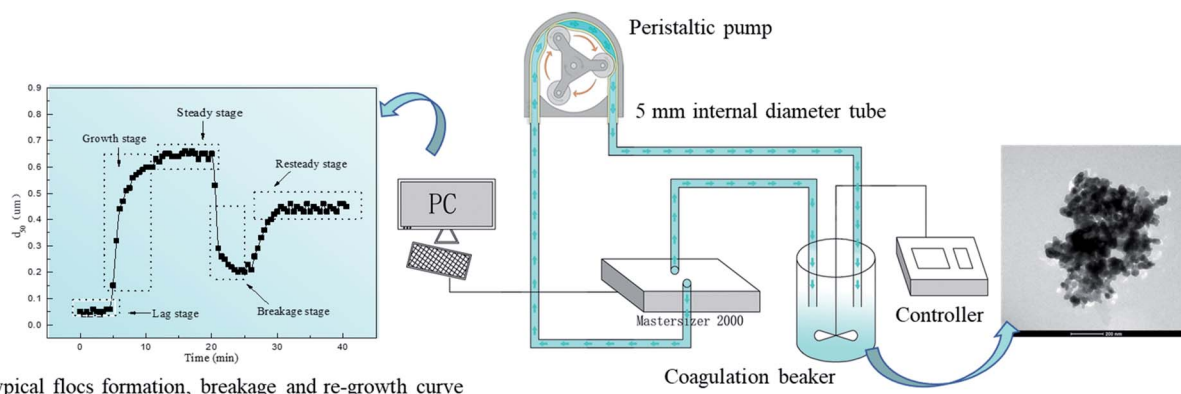 Peristaltic pump
5 mm internal diameter tube
0.9
0.8
0.7
0.6
0.5
0.4
0.3
0.2
0.1
0.0
d50 (um)
Steady stage
Growth stage
Resteady stage
Breakage stage
Lag stage
0 10 20 30 40
Time (min)
ypical flocs formation, breakage and re-growth curve
PC
Mastersizer 2000
Controller
Coagulation beaker
200 nm